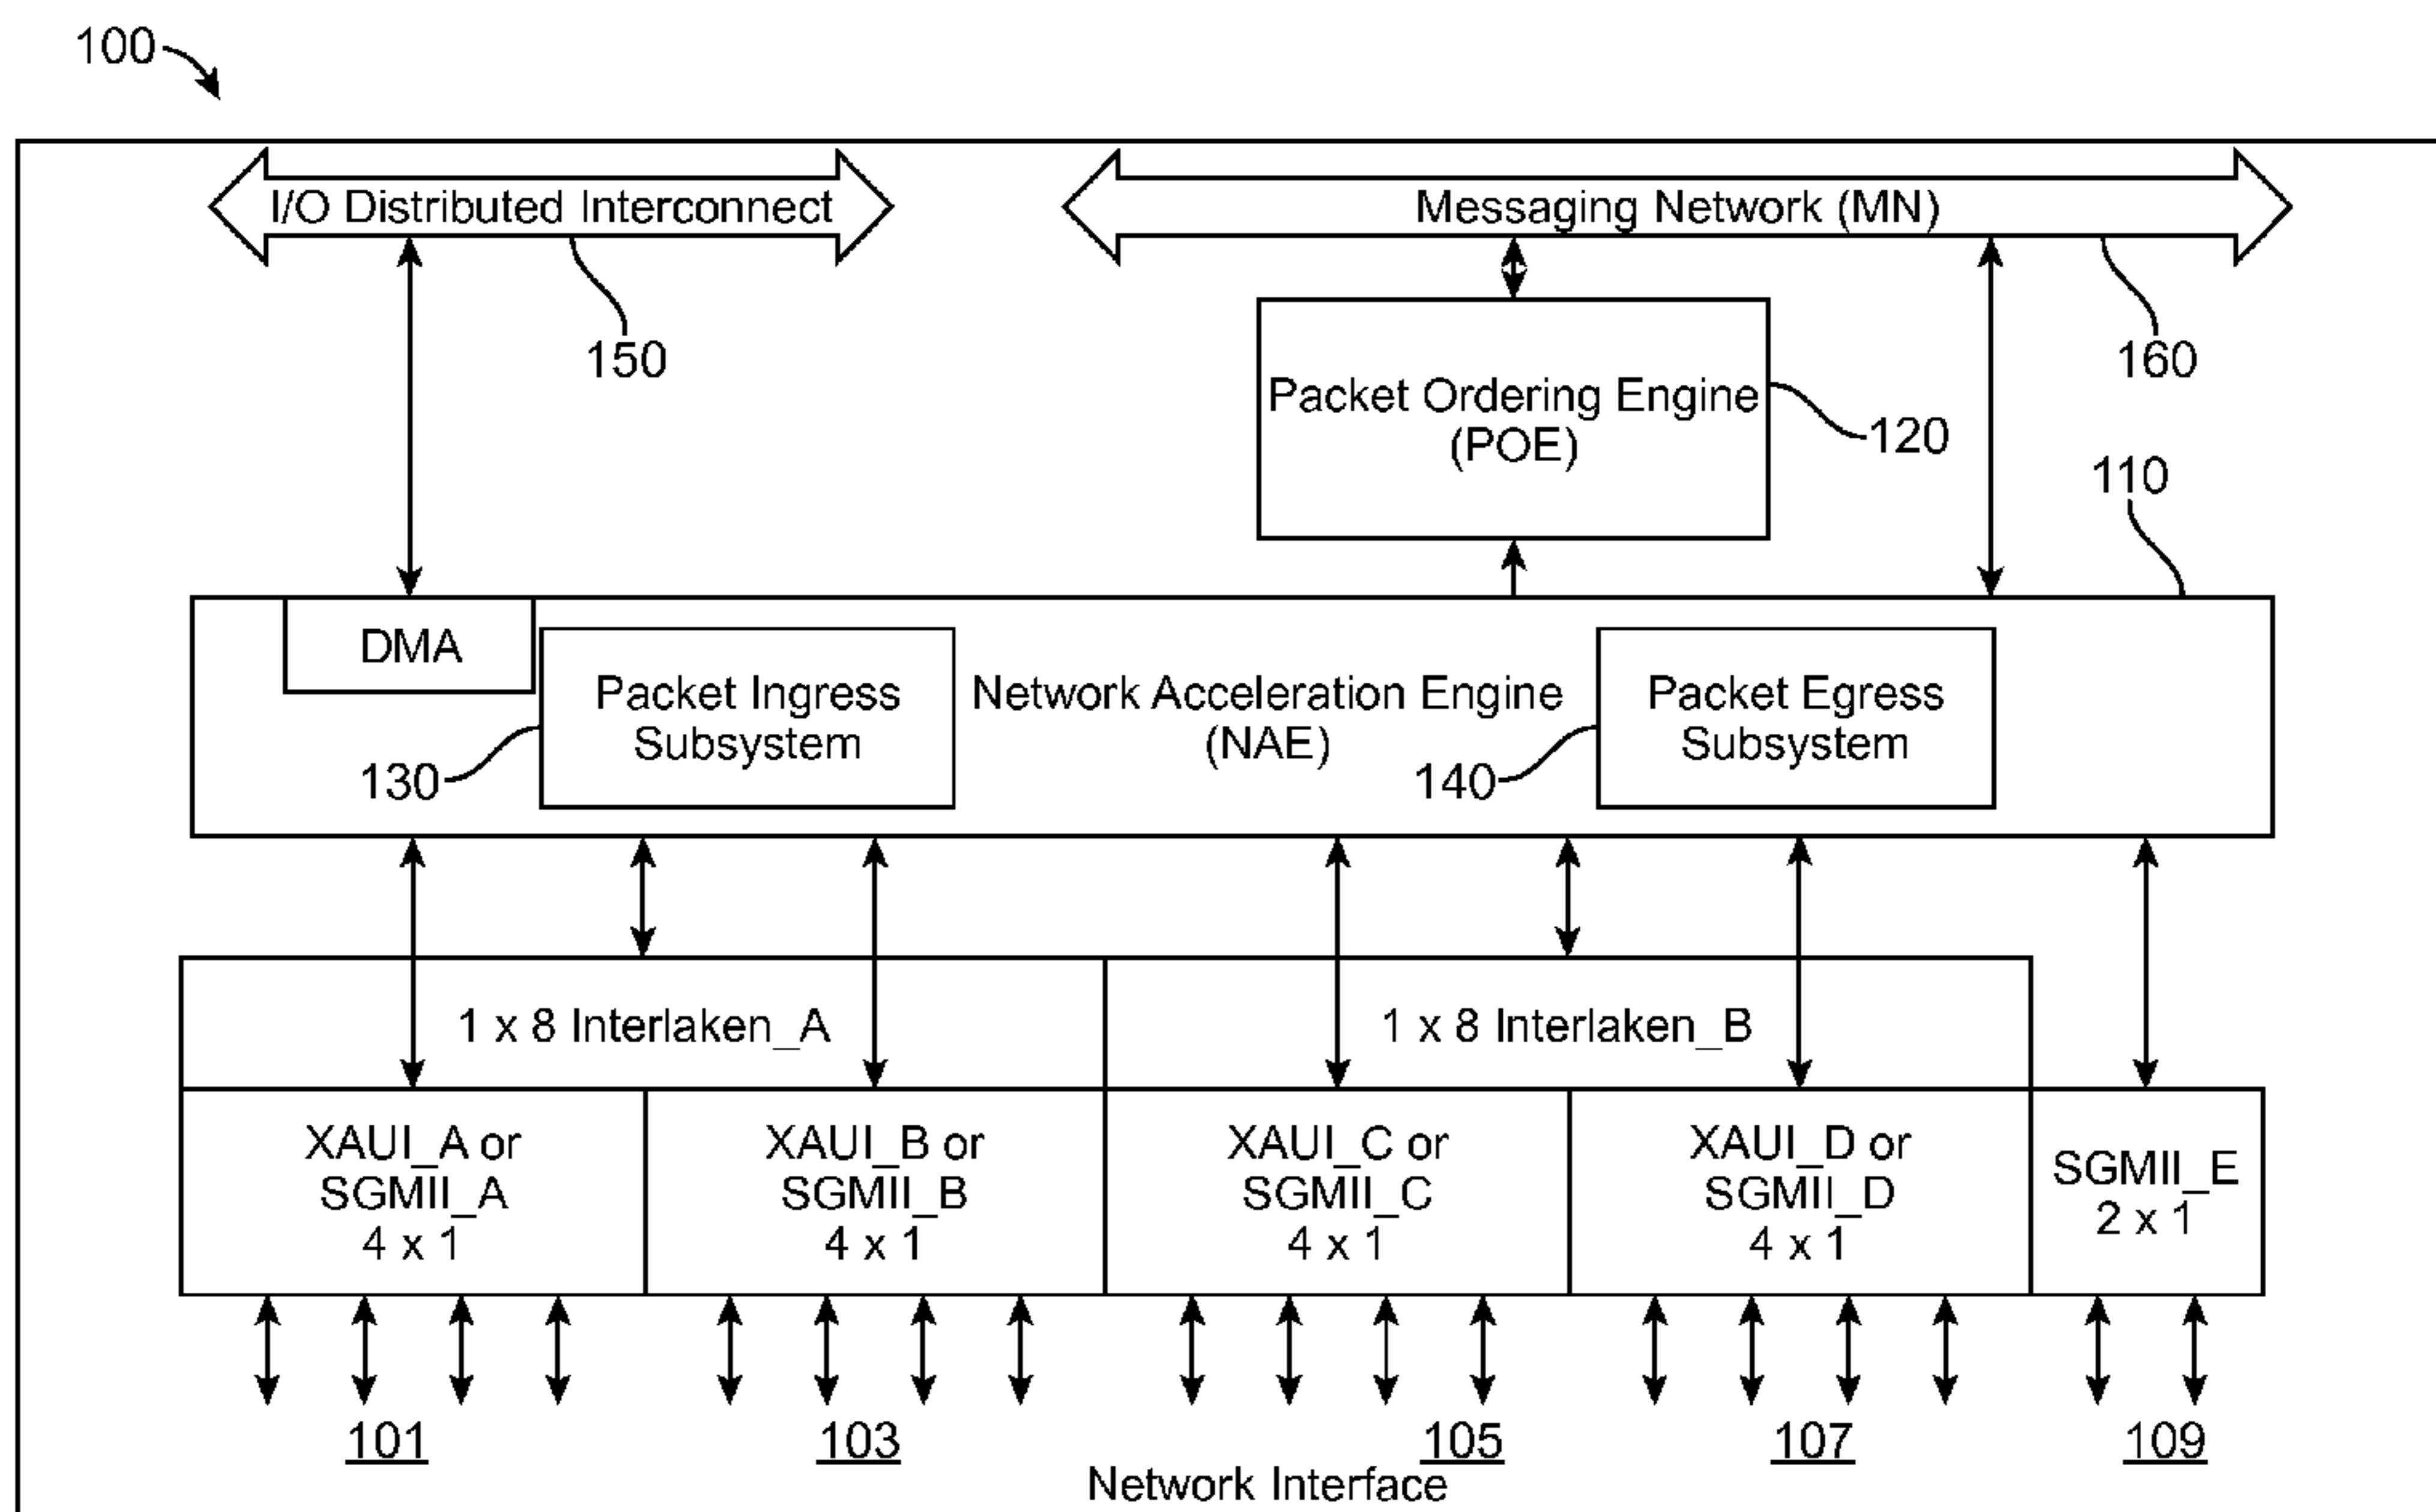 100
I/O Distributed Interconnect
Messaging Network (MN)
150
160
Packet Ordering Engine
(POE)
120
110
DMA
Packet Ingress
Subsystem
130
Network Acceleration Engine
(NAE)
Packet Egress
Subsystem
140
1 x 8 Interlaken_A
1 x 8 Interlaken_B
XAUI_A or
SGMII_A
4 x 1
XAUI_B or
SGMII_B
4 x 1
XAUI_C or
SGMII_C
4 x 1
XAUI_D or
SGMII_D
4 x 1
SGMII_E
2 x 1
101
103
105
107
109
Network Interface